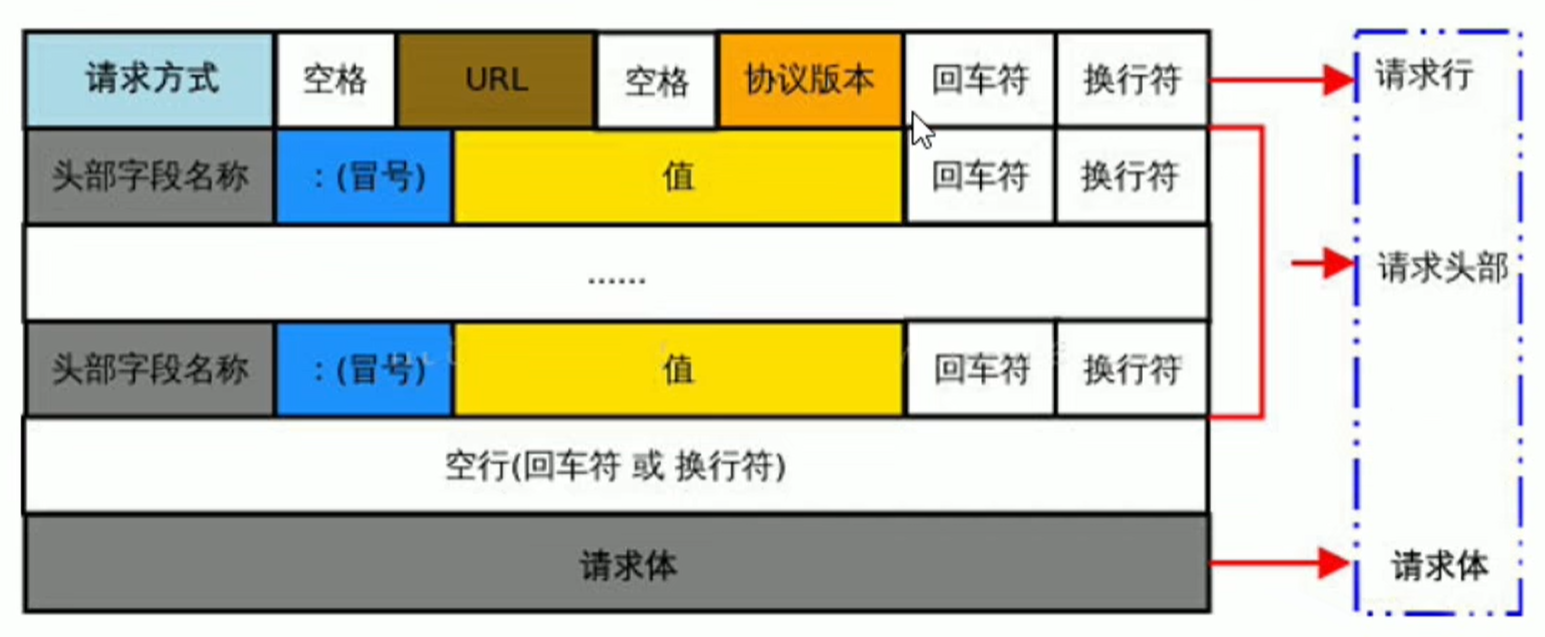 请求方式 空格 URL 空格 协议版本 回车符 换行符 请求行
头部字段名称 :(冒号) 值 回车符 换行符
...... 请求头部
头部字段名称 :(冒号) 值 回车符 换行符
空行(回车符 或 换行符)
请求体 请求体